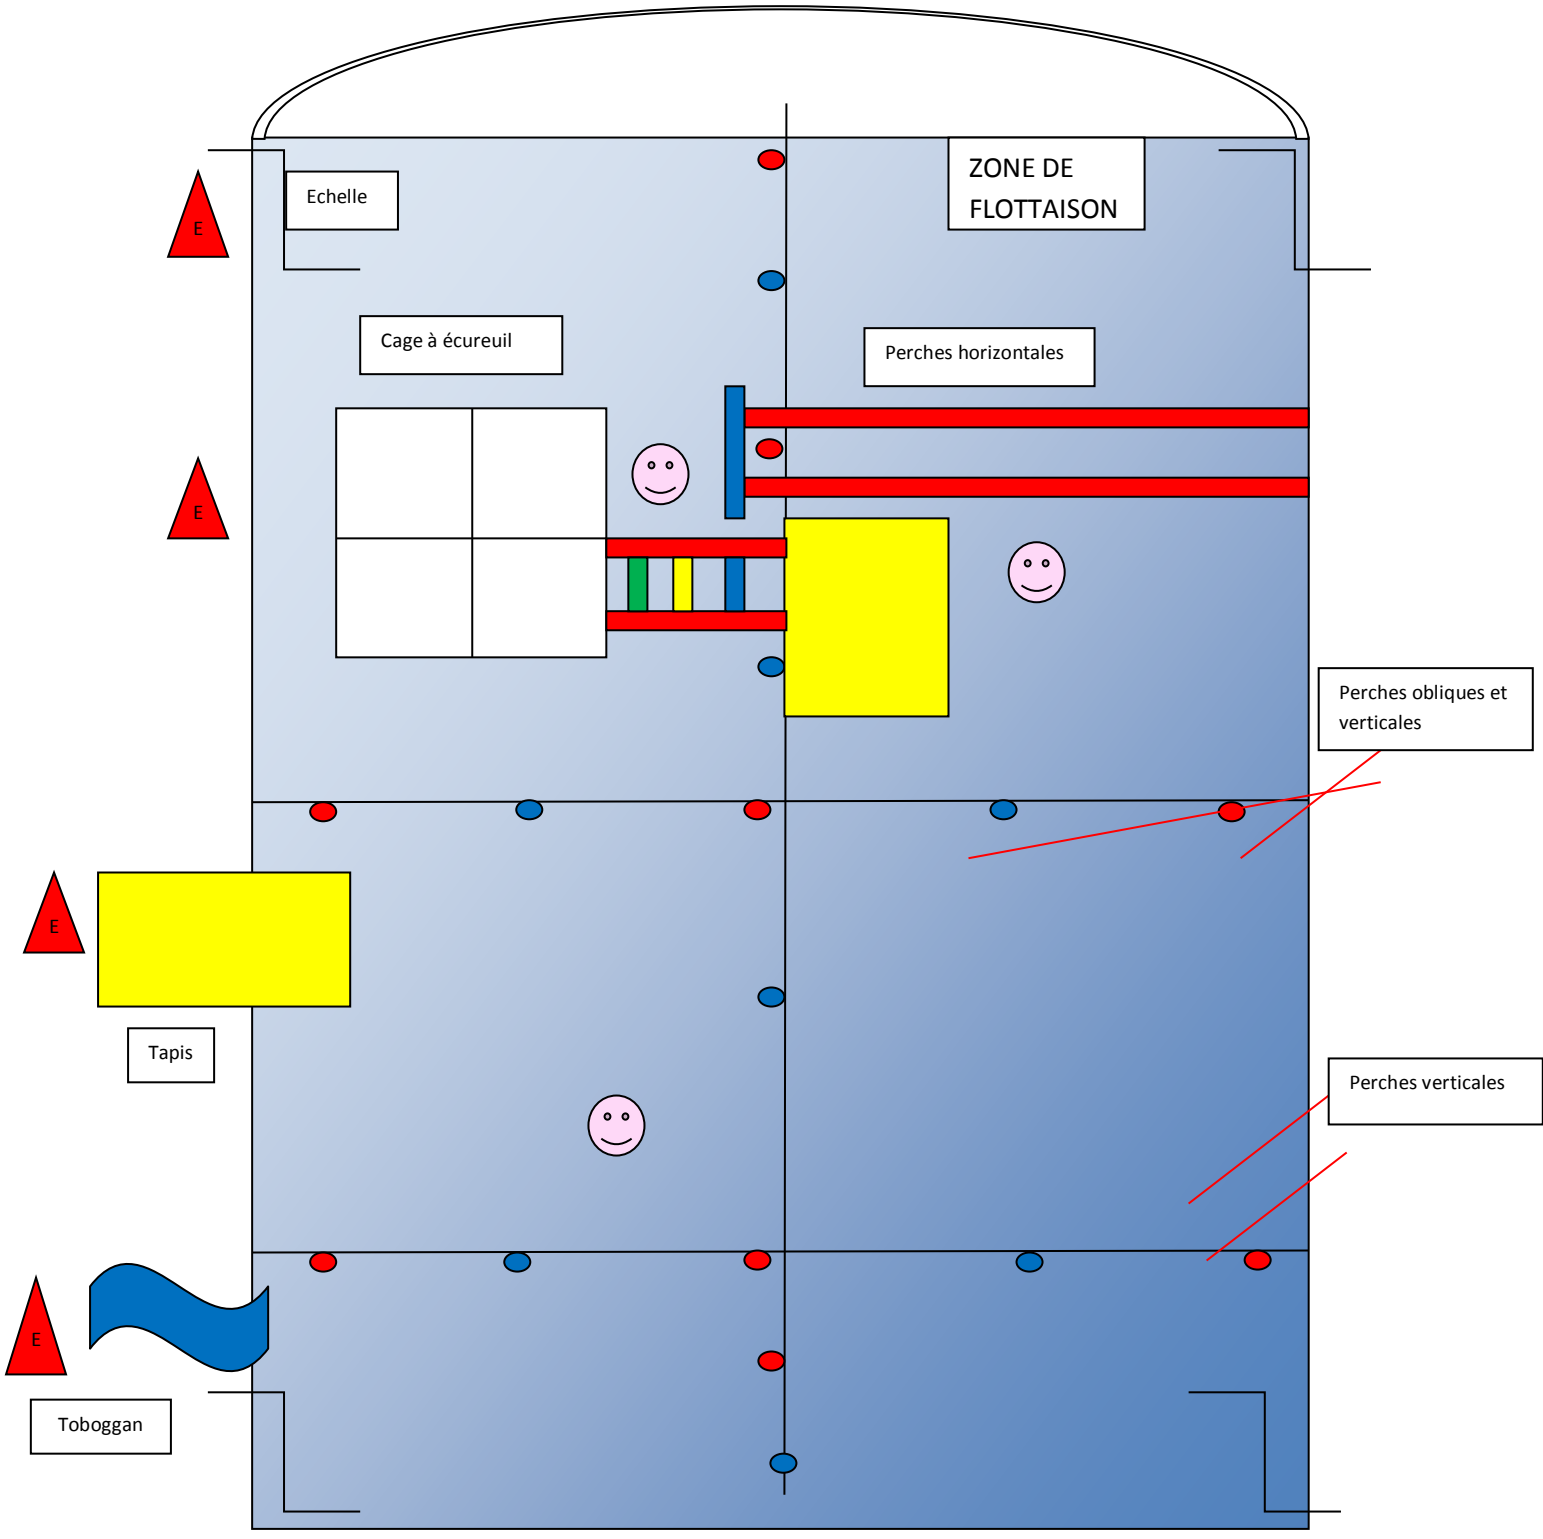 ZONE DE
FLOTTAISON
Echelle
E
Cage à écureuil
Perches horizontales
E
Perches obliques et
verticales
E
Tapis
Perches verticales
E
Toboggan